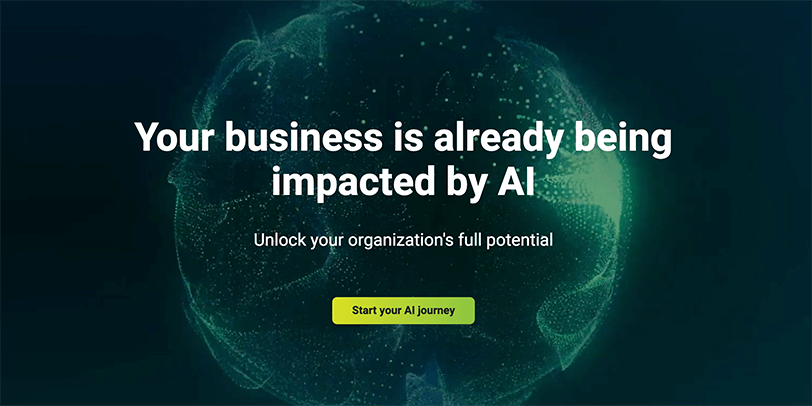 Your business is already being
impacted by AI
Unlock your organization's full potential
Start your AI journey